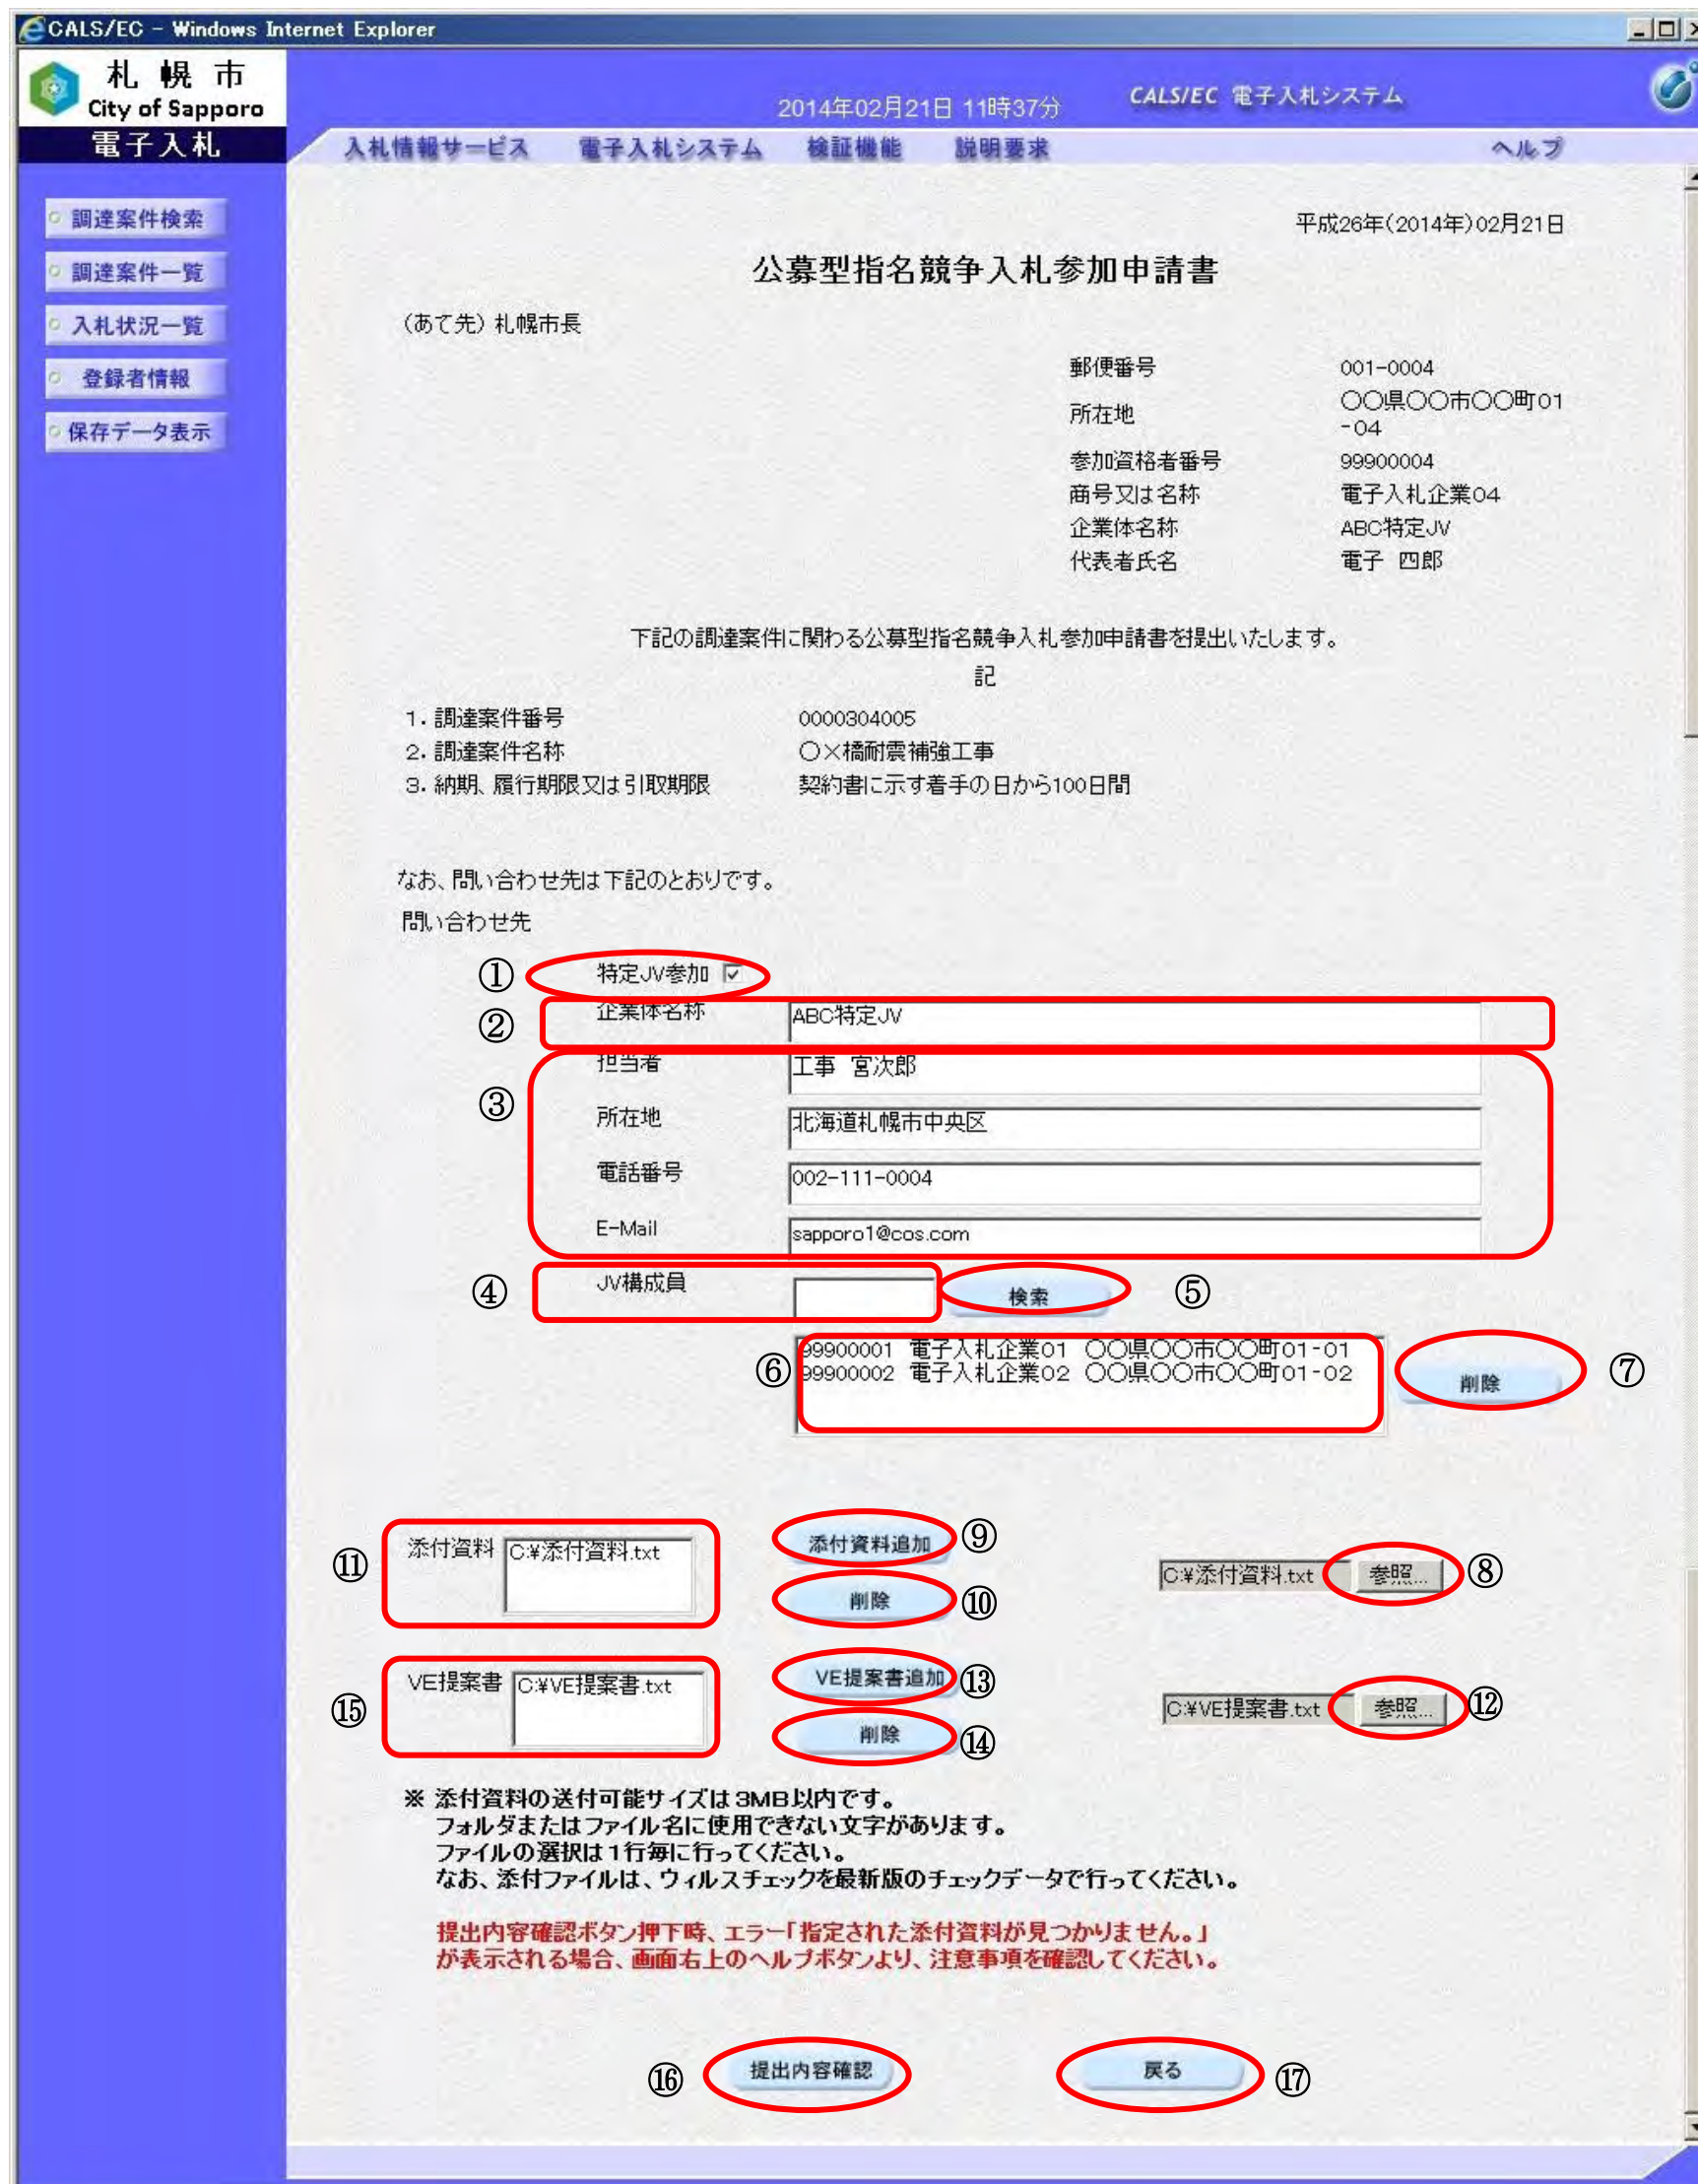 CALS/EC - Windows Internet Explorer
札幌市
City of Sapporo
2014年02月21日 11時37分
CALS/EC 電子入札システム
電子入札
入札情報サービス 電子入札システム 検証機能 説明要求 ヘルプ
調達案件検索
調達案件一覧
入札状況一覧
登録者情報
保存データ表示
平成26年(2014年)02月21日
公募型指名競争入札参加申請書
(あて先) 札幌市長
郵便番号 001-0004
所在地 〇〇県〇〇市〇〇町01
-04
参加資格者番号 99900004
商号又は名称 電子入札企業04
企業体名称 ABC特定JV
代表者氏名 電子 四郎
下記の調達案件に関わる公募型指名競争入札参加申請書を提出いたします。
記
1. 調達案件番号 0000304005
2. 調達案件名称 〇×橋耐震補強工事
3. 納期、履行期限又は引取期限 契約書に示す着手の日から100日間
なお、問い合わせ先は下記のとおりです。
問い合わせ先
① 特定JV参加
② 企業体名称 ABC特定JV
担当者 工事 宮次郎
③ 所在地 北海道札幌市中央区
電話番号 002-111-0004
E-Mail sapporo1@cos.com
④ JV構成員 検索 ⑤
⑥ 99900001 電子入札企業01 〇〇県〇〇市〇〇町01-01
99900002 電子入札企業02 〇〇県〇〇市〇〇町01-02
削除 ⑦
⑪ 添付資料 C:¥添付資料.txt 添付資料追加 ⑨
C:¥添付資料.txt 参照... ⑧
削除 ⑩
⑮ VE提案書 C:¥VE提案書.txt VE提案書追加 ⑬
C:¥VE提案書.txt 参照... ⑫
削除 ⑭
※ 添付資料の送付可能サイズは3MB以内です。
フォルダまたはファイル名に使用できない文字があります。
ファイルの選択は1行毎に行ってください。
なお、添付ファイルは、ウィルスチェックを最新版のチェックデータで行ってください。
提出内容確認ボタン押下時、エラー「指定された添付資料が見つかりません。」
が表示される場合、画面右上のヘルプボタンより、注意事項を確認してください。
⑯ 提出内容確認 戻る ⑰